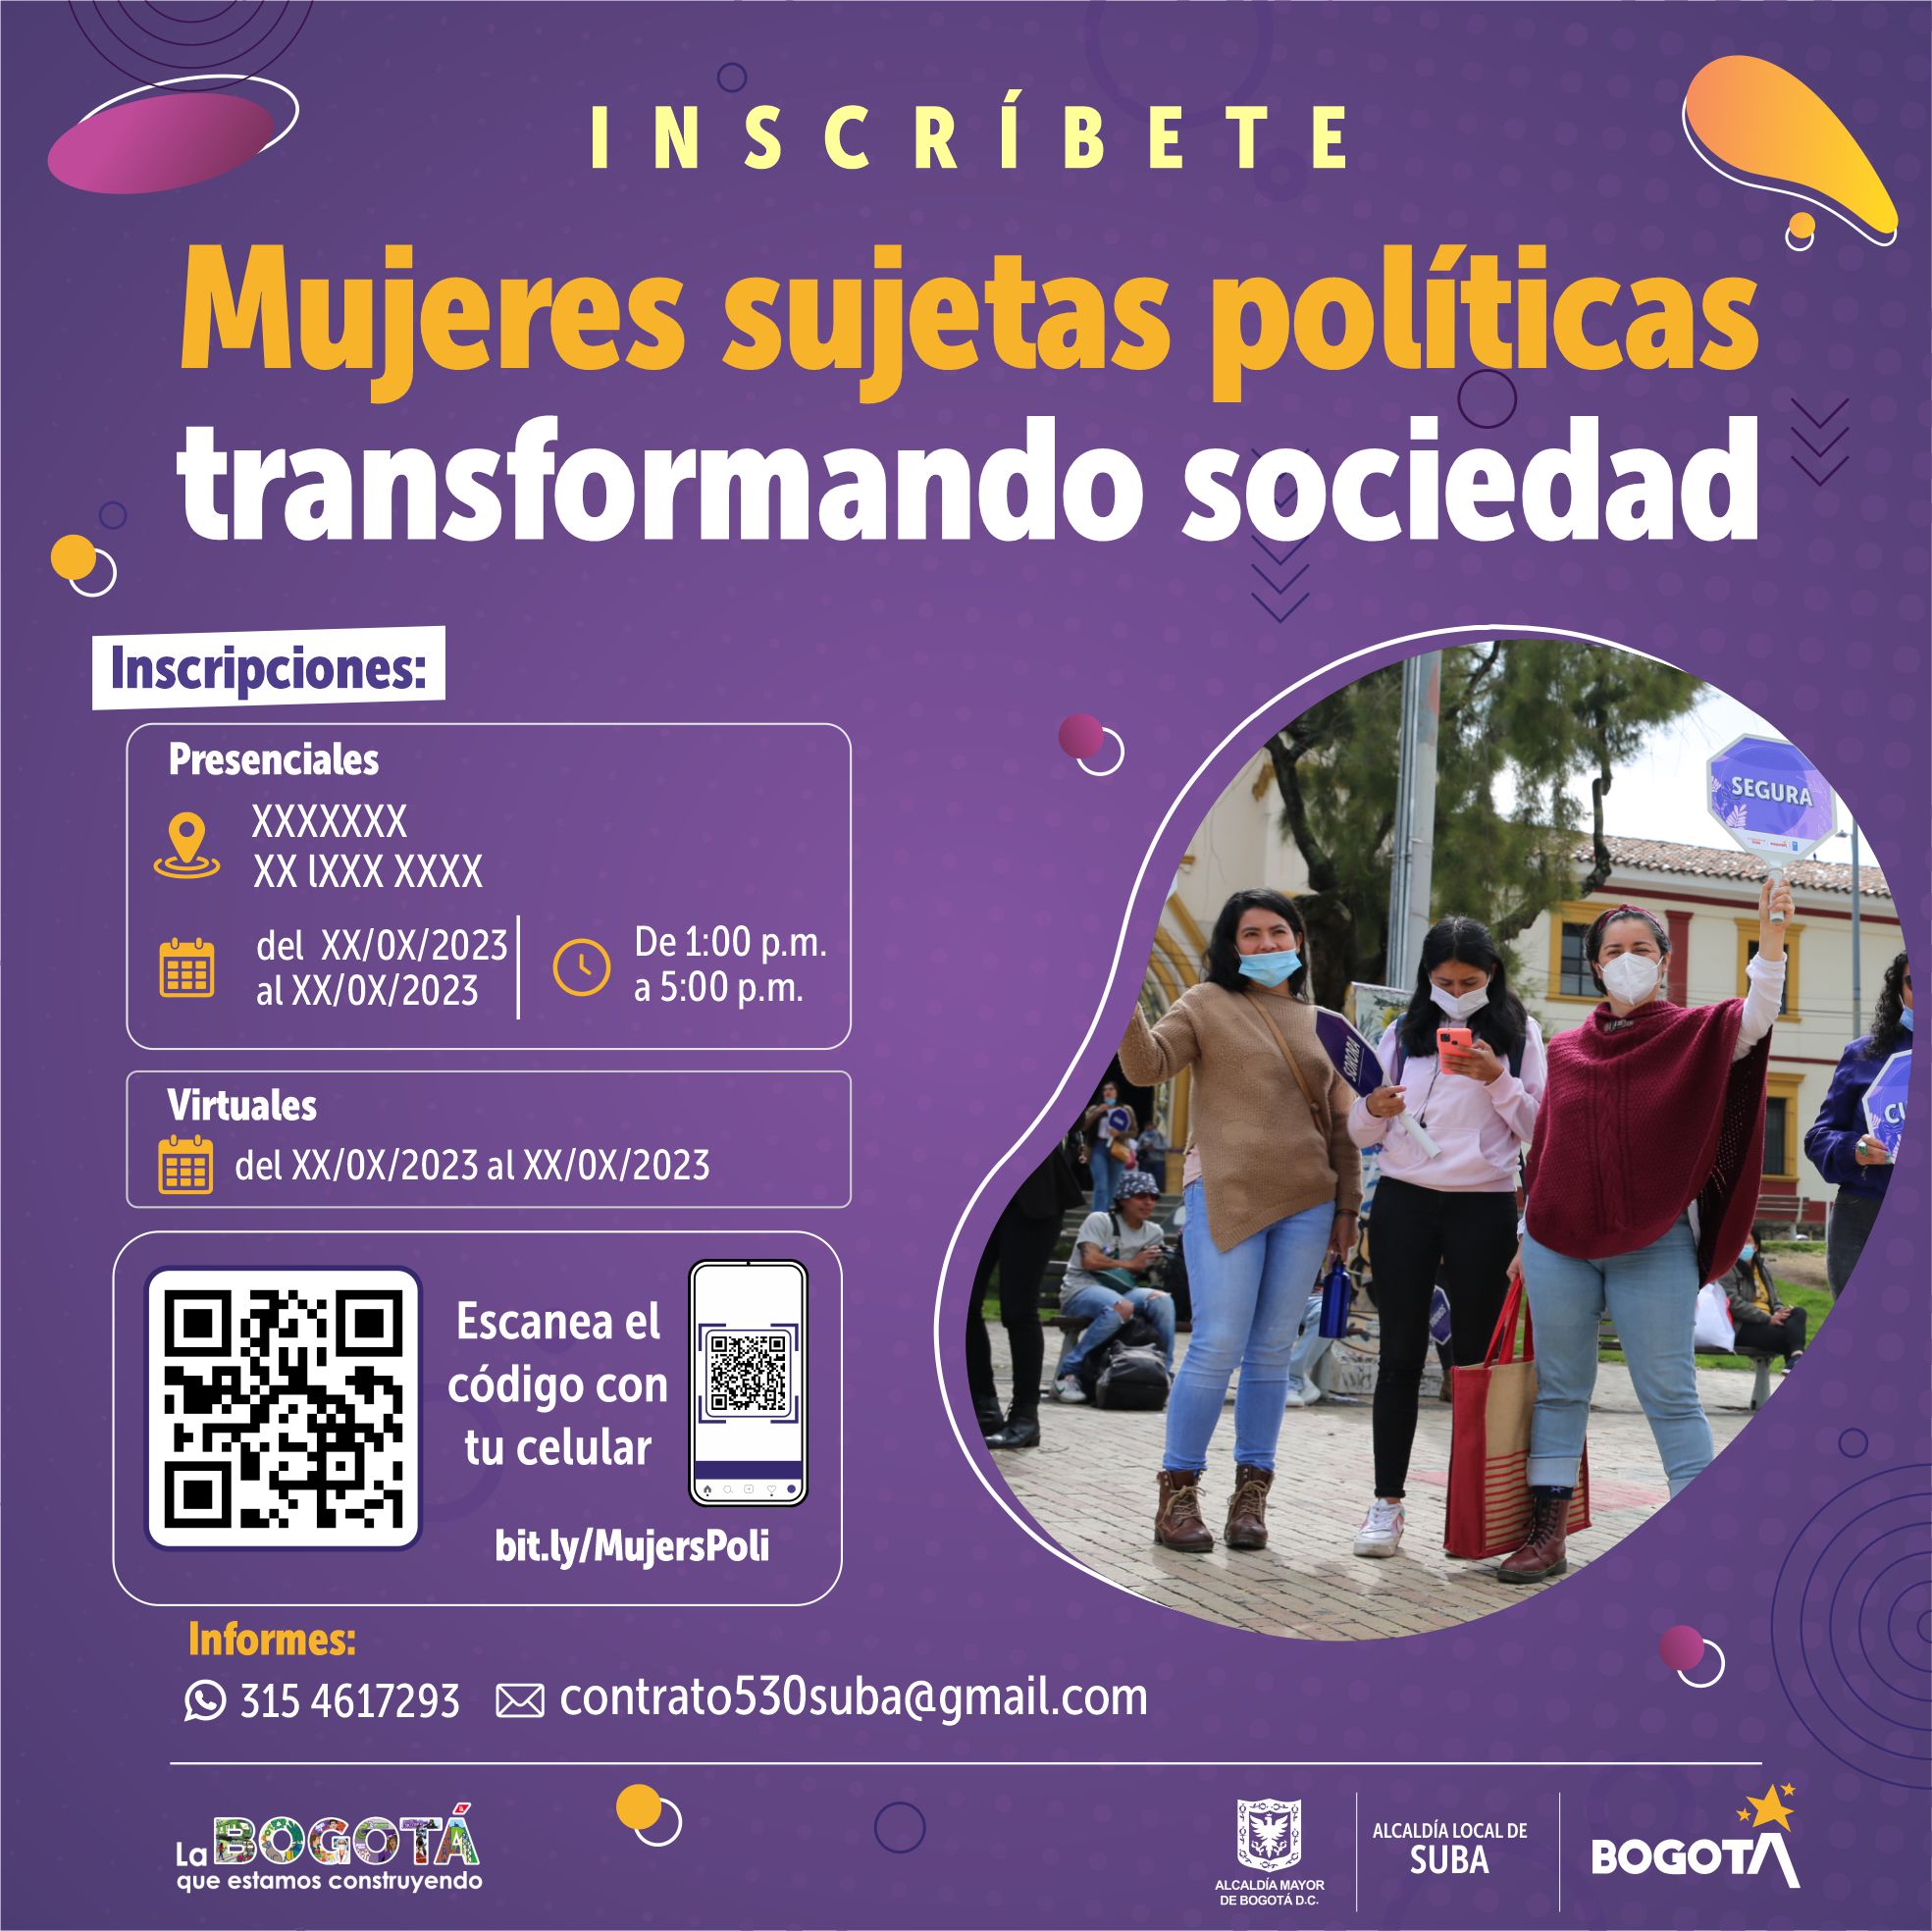 INSCRÍBETE
Mujeres sujetas políticas
transformando sociedad
Inscripciones:
Presenciales
XXXXXXX
XX lXXX XXXX
del XX/0X/2023
al XX/0X/2023
De 1:00 p.m.
a 5:00 p.m.
Virtuales
del XX/0X/2023 al XX/0X/2023
Escanea el
código con
tu celular
bit.ly/MujersPoli
SEGURA
SORORA
CU
Informes:
315 4617293
contrato530suba@gmail.com
La BOGOTÁ
que estamos construyendo
ALCALDÍA MAYOR
DE BOGOTÁ D.C.
ALCALDÍA LOCAL DE
SUBA
BOGOTÁ